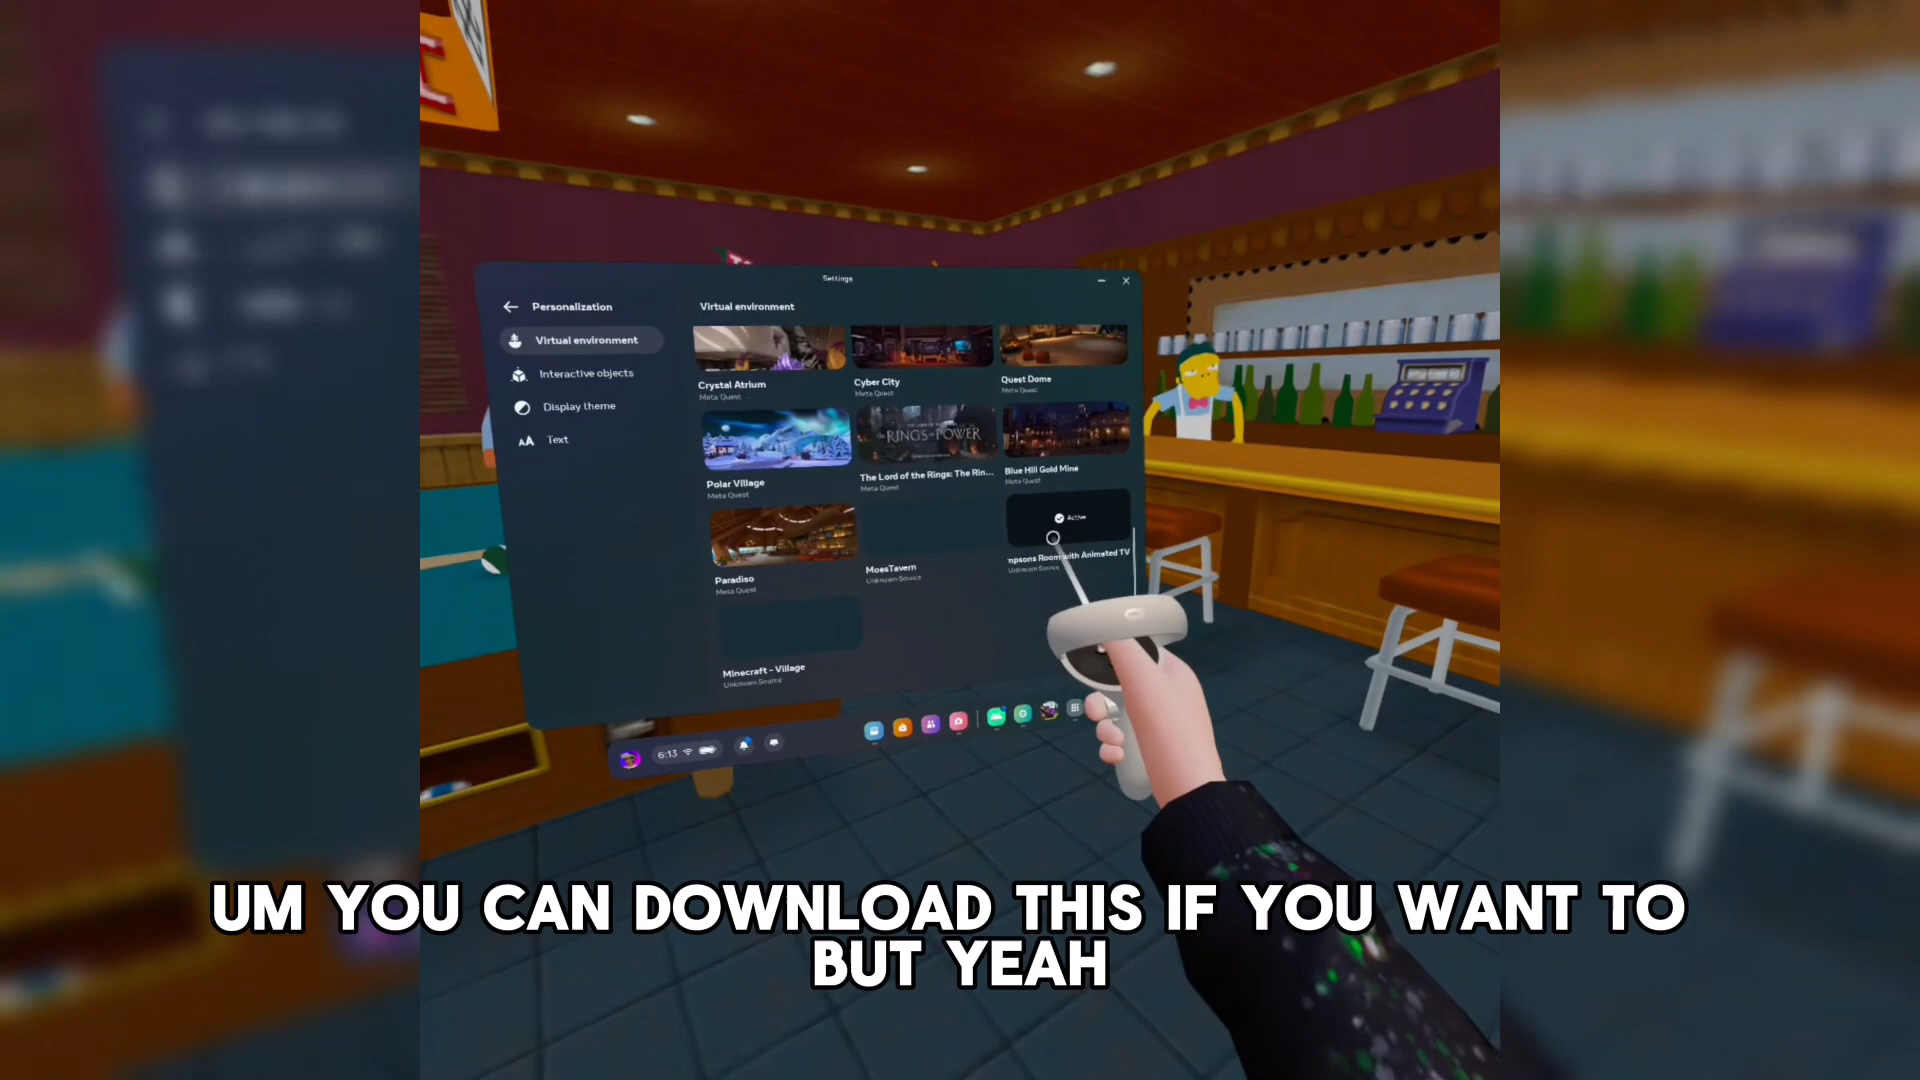 Settings
Personalization
Virtual environment
Interactive objects
Display theme
Text
Virtual environment
Crystal Atrium
Meta Quest
Cyber City
Meta Quest
Quest Dome
Meta Quest
Polar Village
Meta Quest
RINGS of POWER
The Lord of the Rings: The Rin...
Meta Quest
Blue Hill Gold Mine
Meta Quest
Paradiso
Meta Quest
MoesTavern
Unknown Source
Active
mpsons Room with Animated TV
Unknown Source
Minecraft - Village
Unknown Source
6:13
UM YOU CAN DOWNLOAD THIS IF YOU WANT TO
BUT YEAH